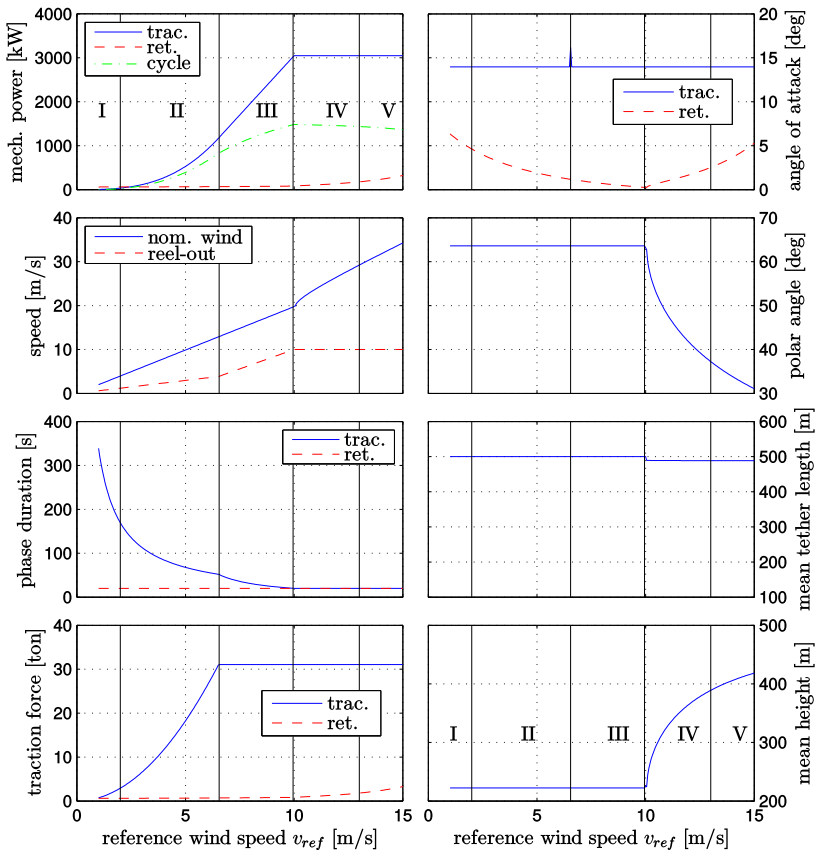 mech. power [kW]
4000
3000
2000
1000
0
trac.
ret.
cycle
I
II
III
IV
V
20
15
10
5
0
angle of attack [deg]
trac.
ret.
speed [m/s]
40
30
20
10
0
nom. wind
reel-out
70
60
50
40
30
polar angle [deg]
phase duration [s]
400
300
200
100
0
trac.
ret.
600
500
400
300
200
100
mean tether length [m]
traction force [ton]
40
30
20
10
0
trac.
ret.
0
5
10
15
reference wind speed v_ref [m/s]
I
II
III
IV
V
500
400
300
200
mean height [m]
0
5
10
15
reference wind speed v_ref [m/s]